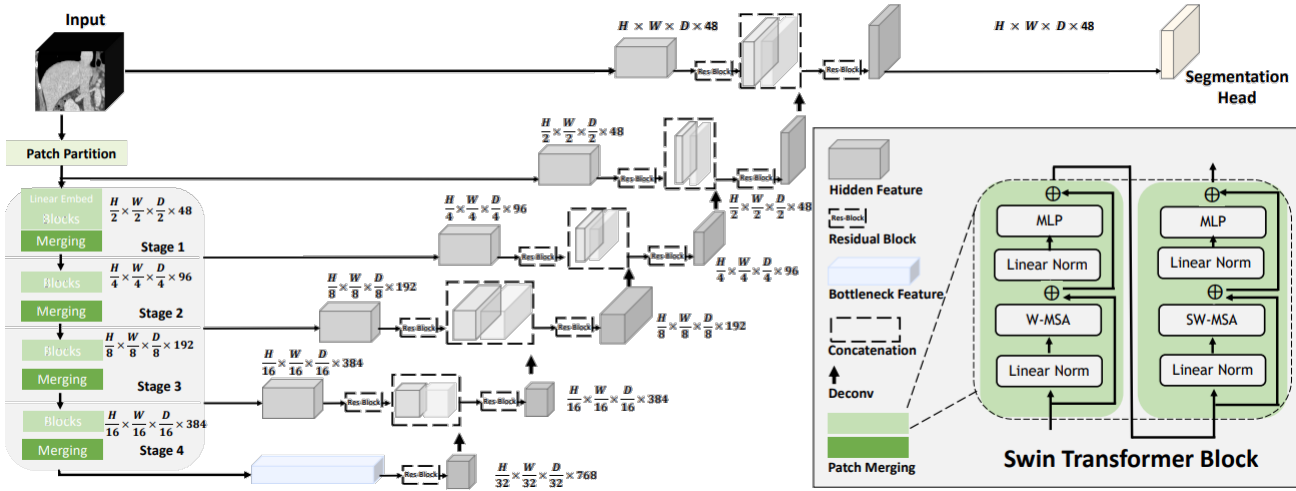 Input
H × W × D × 48
Res-Block
Res-Block
H × W × D × 48
Segmentation
Head
Patch Partition
H/2 × W/2 × D/2 × 48
Res-Block
Res-Block
H/2 × W/2 × D/2 × 48
Linear Embed
Blocks
H/2 × W/2 × D/2 × 48
Merging
Stage 1
H/4 × W/4 × D/4 × 96
Res-Block
Res-Block
H/4 × W/4 × D/4 × 96
Blocks
H/4 × W/4 × D/4 × 96
Merging
Stage 2
H/8 × W/8 × D/8 × 192
Res-Block
Res-Block
H/8 × W/8 × D/8 × 192
Blocks
H/8 × W/8 × D/8 × 192
Merging
Stage 3
H/16 × W/16 × D/16 × 384
Res-Block
Res-Block
H/16 × W/16 × D/16 × 384
Blocks
H/16 × W/16 × D/16 × 384
Merging
Stage 4
Res-Block
H/32 × W/32 × D/32 × 768
Hidden Feature
Res-Block
Residual Block
Bottleneck Feature
Concatenation
Deconv
Patch Merging
MLP
Linear Norm
W-MSA
Linear Norm
MLP
Linear Norm
SW-MSA
Linear Norm
Swin Transformer Block